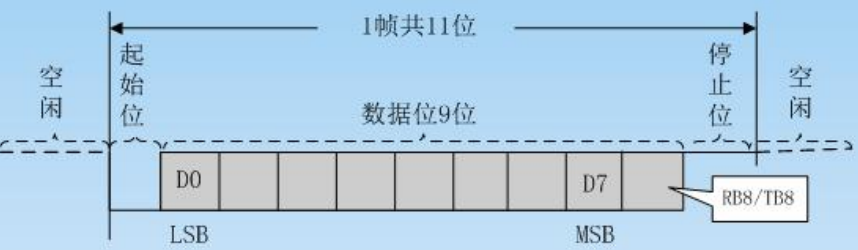 1帧共11位
空闲
起始位
数据位9位
停止位
空闲
D0
D7
RB8/TB8
LSB
MSB